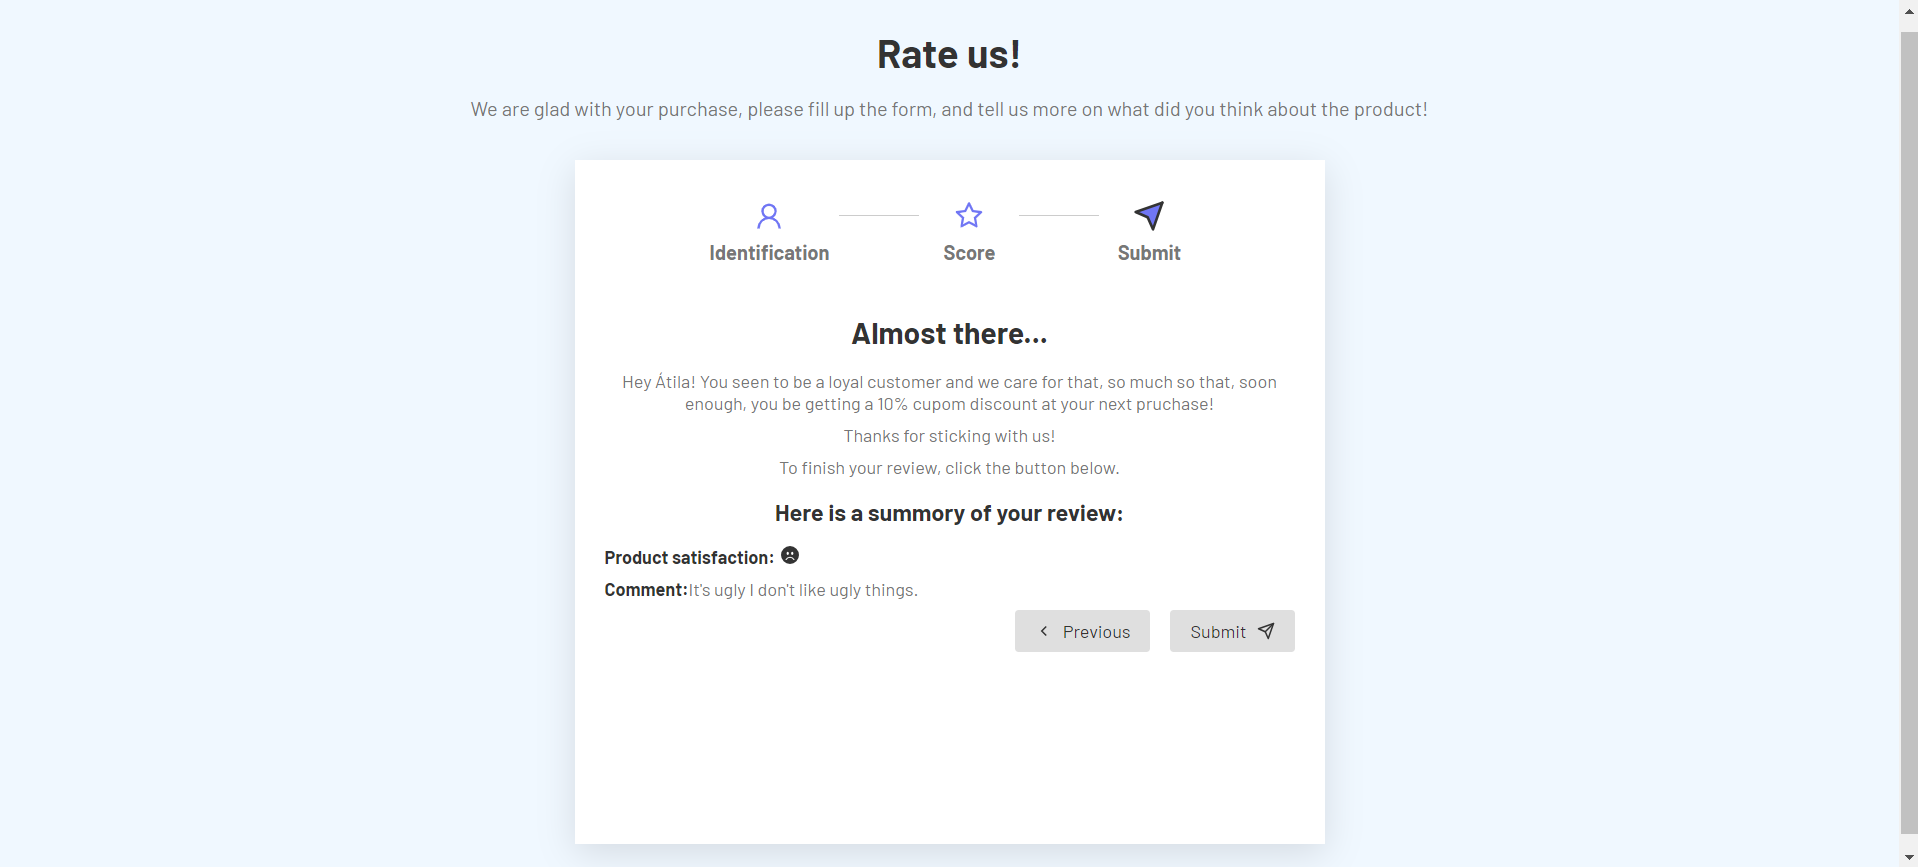 Rate us!
We are glad with your purchase, please fill up the form, and tell us more on what did you think about the product!
Identification
Score
Submit
Almost there...
Hey Átila! You seen to be a loyal customer and we care for that, so much so that, soon
enough, you be getting a 10% cupom discount at your next pruchase!
Thanks for sticking with us!
To finish your review, click the button below.
Here is a summory of your review:
Product satisfaction:
Comment:It's ugly I don't like ugly things.
Previous
Submit